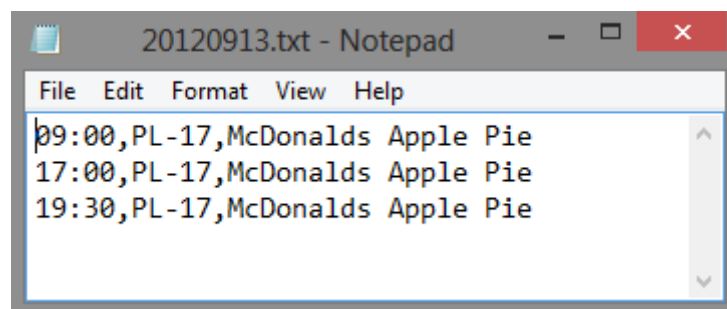 20120913.txt - Notepad
File Edit Format View Help
09:00,PL-17,McDonalds Apple Pie
17:00,PL-17,McDonalds Apple Pie
19:30,PL-17,McDonalds Apple Pie